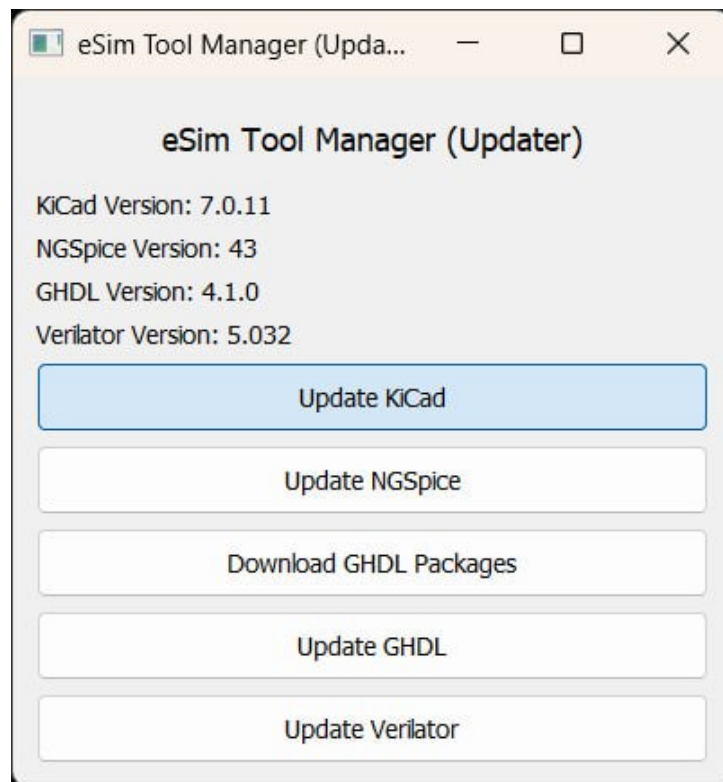 eSim Tool Manager (Upda...
eSim Tool Manager (Updater)
KiCad Version: 7.0.11
NGSpice Version: 43
GHDL Version: 4.1.0
Verilator Version: 5.032
Update KiCad
Update NGSpice
Download GHDL Packages
Update GHDL
Update Verilator